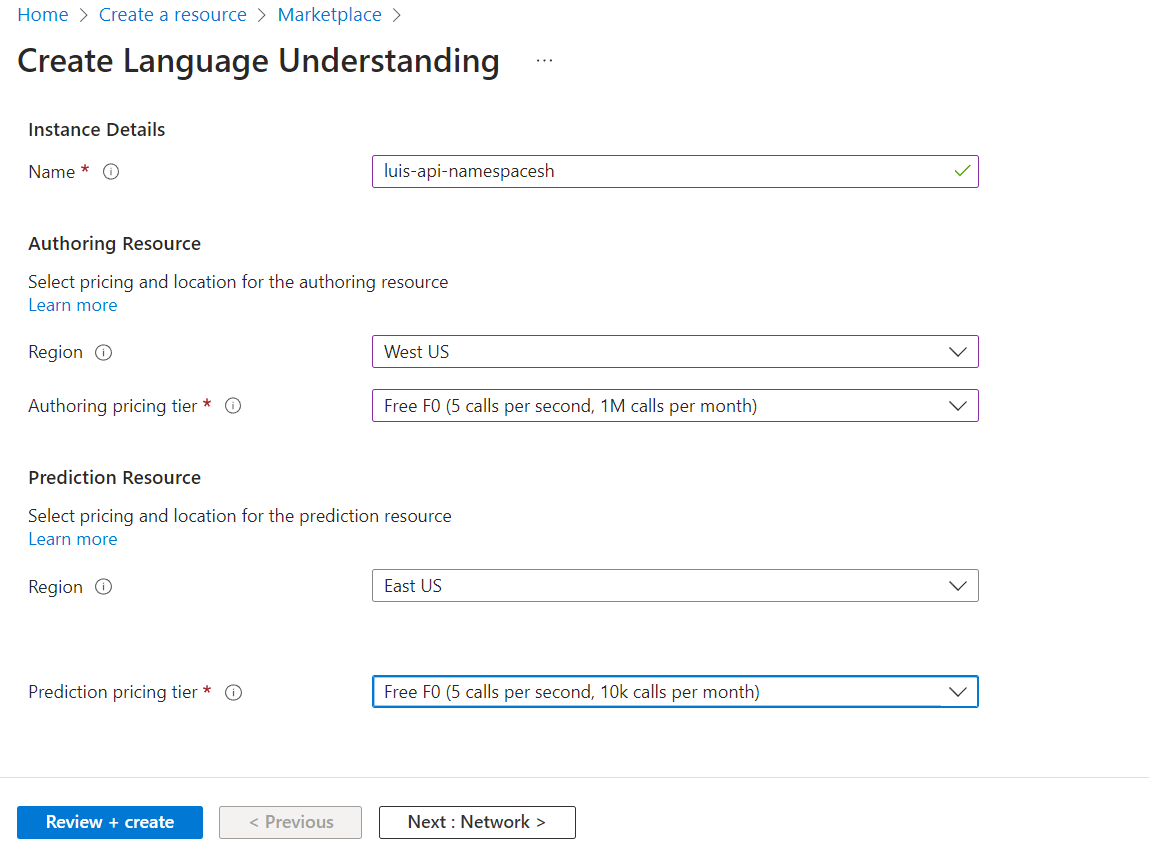 Home > Create a resource > Marketplace >
Create Language Understanding ...
Instance Details
Name * luis-api-namespacesh
Authoring Resource
Select pricing and location for the authoring resource
Learn more
Region West US
Authoring pricing tier * Free F0 (5 calls per second, 1M calls per month)
Prediction Resource
Select pricing and location for the prediction resource
Learn more
Region East US
Prediction pricing tier * Free F0 (5 calls per second, 10k calls per month)
Review + create < Previous Next : Network >